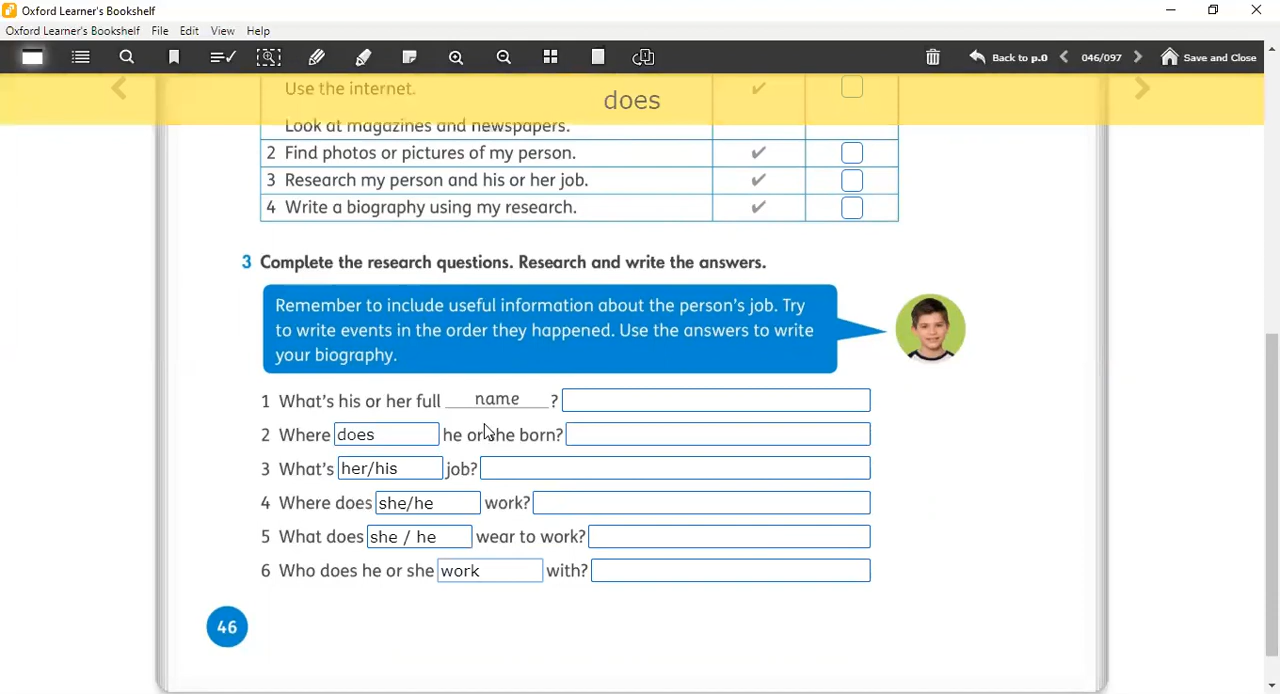 Oxford Learner's Bookshelf
Oxford Learner's Bookshelf File Edit View Help
Back to p.0 046/097 Save and Close
does
Use the internet. ✓
Look at magazines and newspapers.
2 Find photos or pictures of my person. ✓
3 Research my person and his or her job. ✓
4 Write a biography using my research. ✓
3 Complete the research questions. Research and write the answers.
Remember to include useful information about the person's job. Try
to write events in the order they happened. Use the answers to write
your biography.
1 What's his or her full name ?
2 Where does he or she born?
3 What's her/his job?
4 Where does she/he work?
5 What does she / he wear to work?
6 Who does he or she work with?
46